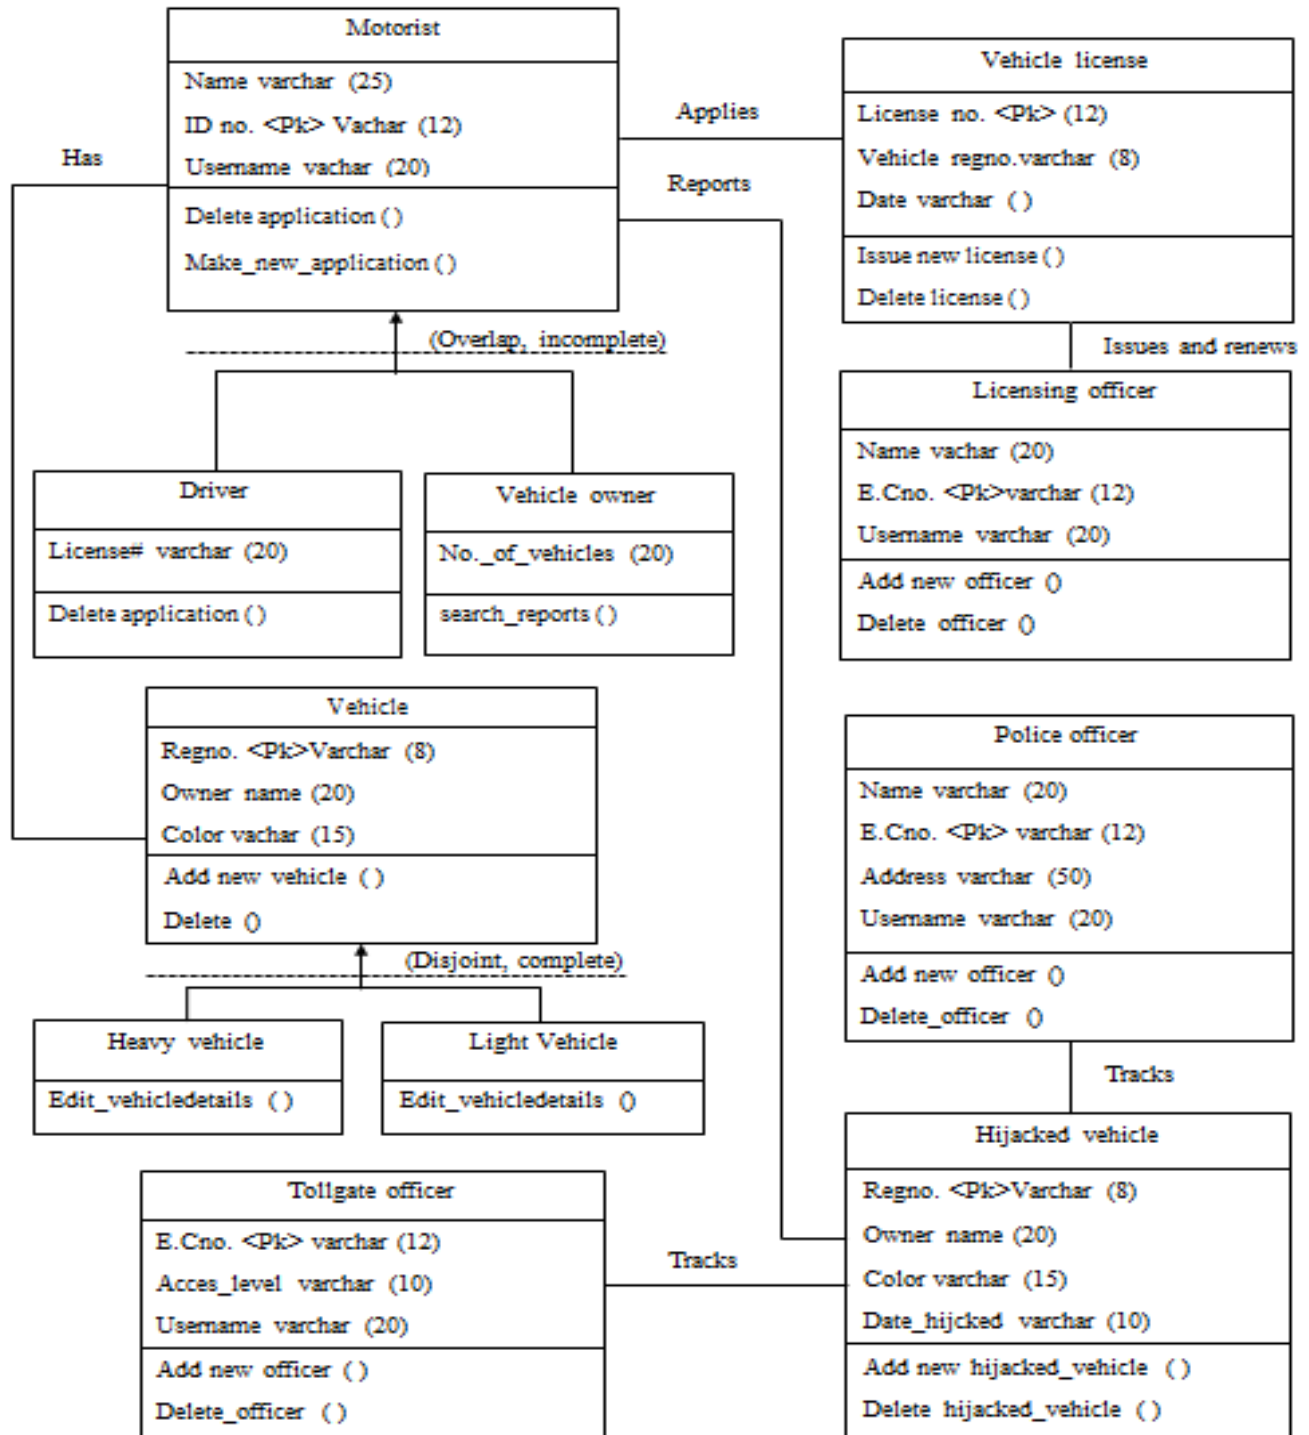 Motorist
Name varchar (25)
ID no. <Pk> Vachar (12)
Username vachar (20)
Delete application ( )
Make_new_application ( )
Has
Applies
Reports
Vehicle license
License no. <Pk> (12)
Vehicle regno.varchar (8)
Date varchar ( )
Issue new license ( )
Delete license ( )
(Overlap, incomplete)
Issues and renews
Licensing officer
Name vachar (20)
E.Cno. <Pk>varchar (12)
Username varchar (20)
Add new officer ()
Delete officer ()
Driver
License# varchar (20)
Delete application ( )
Vehicle owner
No._of_vehicles (20)
search_reports ( )
Vehicle
Regno. <Pk>Varchar (8)
Owner name (20)
Color vachar (15)
Add new vehicle ( )
Delete ()
(Disjoint, complete)
Heavy vehicle
Edit_vehicledetails ( )
Light Vehicle
Edit_vehicledetails ()
Police officer
Name varchar (20)
E.Cno. <Pk> varchar (12)
Address varchar (50)
Username varchar (20)
Add new officer ()
Delete_officer ()
Tracks
Tollgate officer
E.Cno. <Pk> varchar (12)
Acces_level varchar (10)
Username varchar (20)
Add new officer ( )
Delete_officer ( )
Tracks
Hijacked vehicle
Regno. <Pk>Varchar (8)
Owner name (20)
Color varchar (15)
Date_hijcked varchar (10)
Add new hijacked_vehicle ( )
Delete hijacked_vehicle ( )